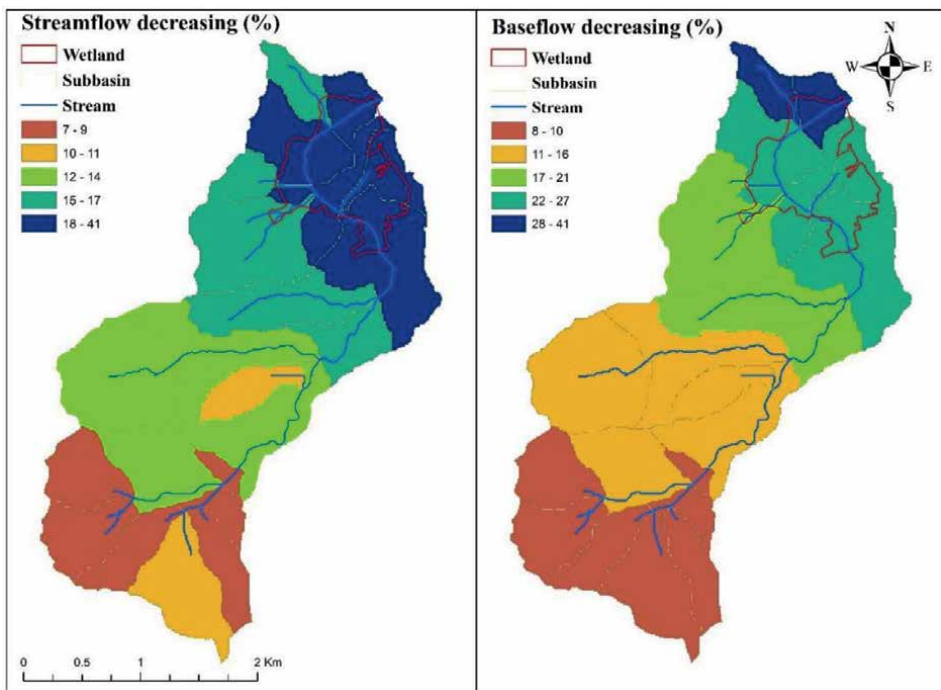 Streamflow decreasing (%)
Wetland
Subbasin
Stream
7 - 9
10 - 11
12 - 14
15 - 17
18 - 41
0 0.5 1 2 Km
Baseflow decreasing (%)
Wetland
Subbasin
Stream
8 - 10
11 - 16
17 - 21
22 - 27
28 - 41
N
W E
S